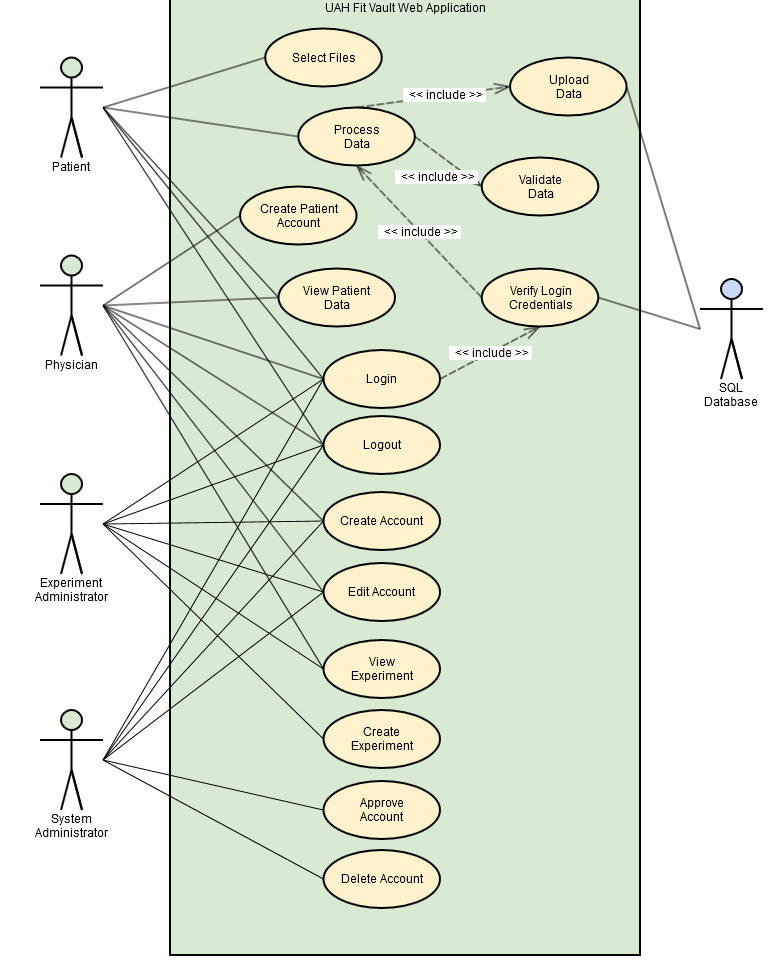 UAH Fit Vault Web Application
Select Files
Upload
Data
<< include >>
Process
Data
Patient
<< include >>
Validate
Data
Create Patient
Account
<< include >>
View Patient
Data
Verify Login
Credentials
Physician
<< include >>
Login
SQL
Database
Logout
Create Account
Experiment
Administrator
Edit Account
View
Experiment
Create
Experiment
Approve
Account
System
Administrator
Delete Account